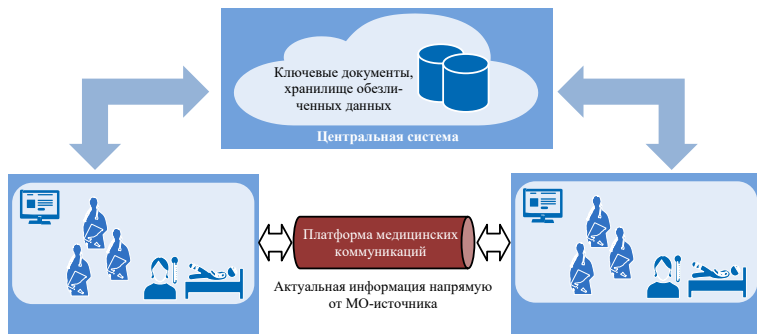 Ключевые документы,
хранилище обезли-
ченных данных
Центральная система
Платформа медицинских
коммуникаций
Актуальная информация напрямую
от МО-источника